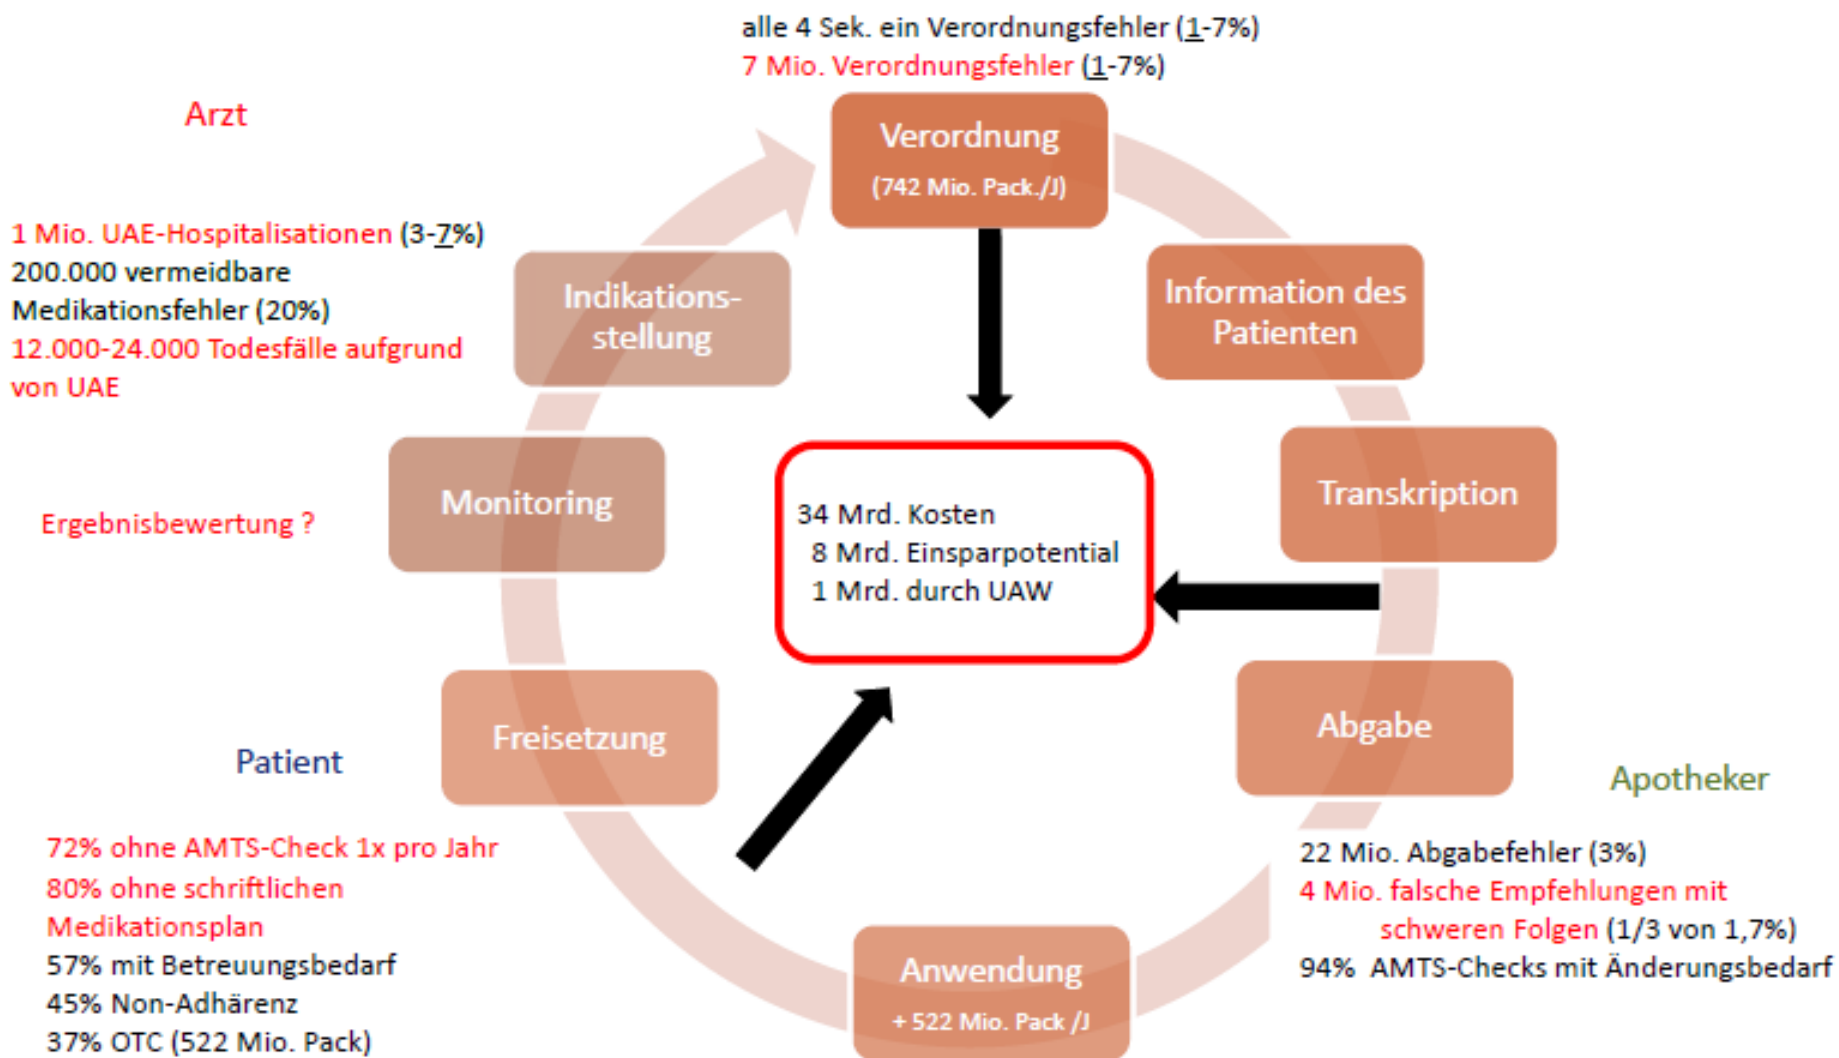 alle 4 Sek. ein Verordnungsfehler (1-7%)
7 Mio. Verordnungsfehler (1-7%)
Arzt
Verordnung
(742 Mio. Pack./J)
1 Mio. UAE-Hospitalisationen (3-7%)
200.000 vermeidbare
Medikationsfehler (20%)
12.000-24.000 Todesfälle aufgrund
von UAE
Indikations-
stellung
Information des
Patienten
Monitoring
Transkription
Ergebnisbewertung ?
34 Mrd. Kosten
8 Mrd. Einsparpotential
1 Mrd. durch UAW
Freisetzung
Abgabe
Patient
Apotheker
72% ohne AMTS-Check 1x pro Jahr
80% ohne schriftlichen
Medikationsplan
57% mit Betreuungsbedarf
45% Non-Adhärenz
37% OTC (522 Mio. Pack)
22 Mio. Abgabefehler (3%)
4 Mio. falsche Empfehlungen mit
schweren Folgen (1/3 von 1,7%)
94% AMTS-Checks mit Änderungsbedarf
Anwendung
+ 522 Mio. Pack /J